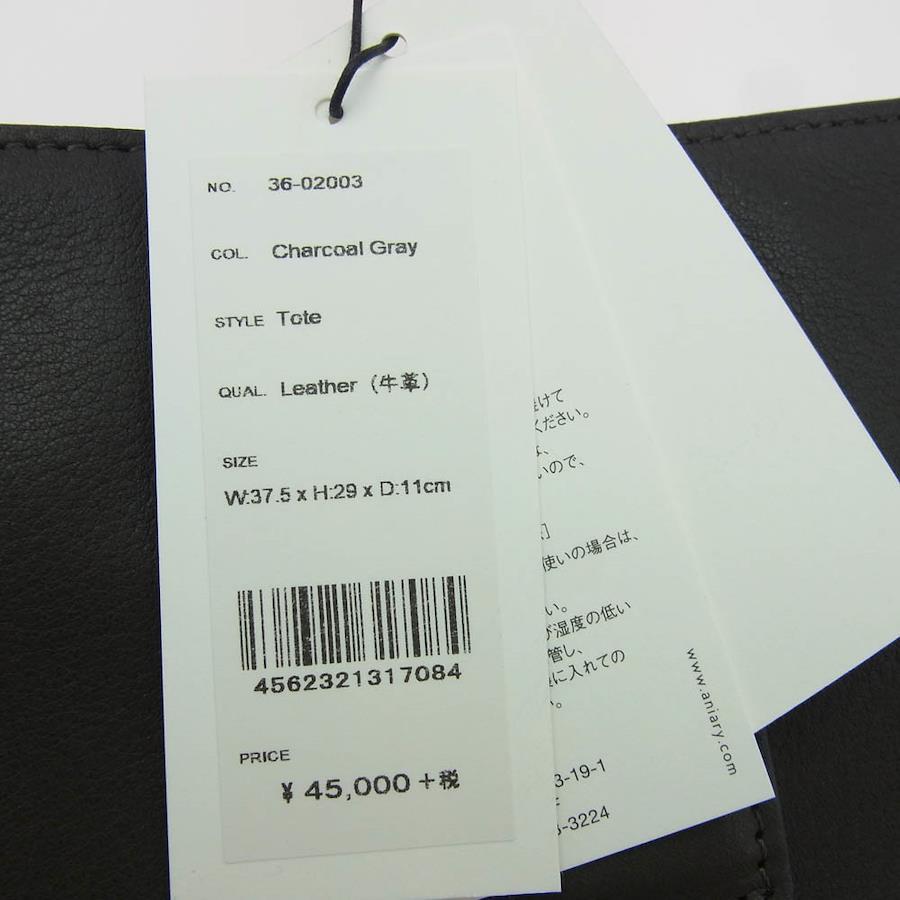 NO. 36-02003
COL. Charcoal Gray
STYLE Tote
QUAL. Leather（牛革）
SIZE
W:37.5 x H:29 x D:11cm
4562321317084
PRICE
¥ 45,000 +税
けて
ください。
いので、
使いの場合は、
い。
が湿度の低い
管し、
に入れての
3-19-1
-3224
www.aniary.com